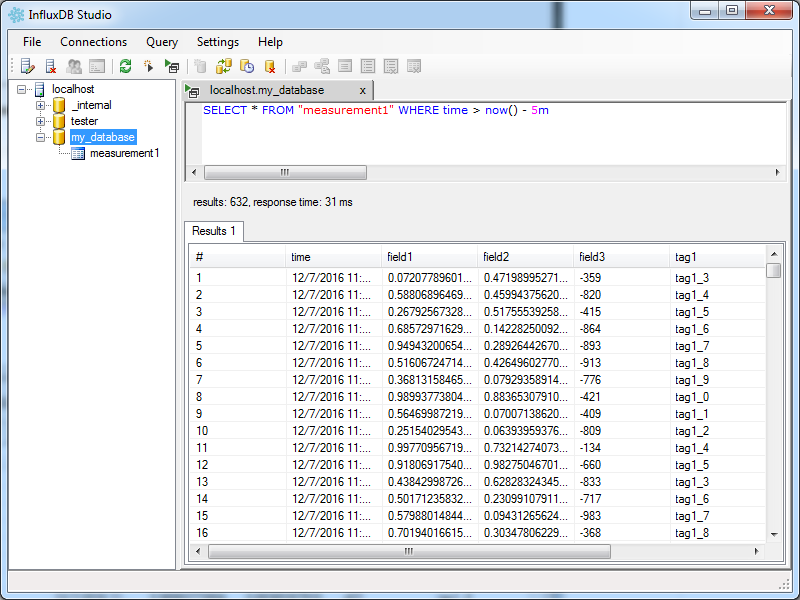 InfluxDB Studio
File Connections Query Settings Help
localhost
_internal
tester
my_database
measurement1
localhost.my_database x
SELECT * FROM "measurement1" WHERE time > now() - 5m
results: 632, response time: 31 ms
Results 1
# time field1 field2 field3 tag1
1 12/7/2016 11:... 0.07207789601... 0.47198995271... -359 tag1_3
2 12/7/2016 11:... 0.58806896469... 0.45994375620... -820 tag1_4
3 12/7/2016 11:... 0.26792567328... 0.51755539258... -415 tag1_5
4 12/7/2016 11:... 0.68572971629... 0.14228250092... -864 tag1_6
5 12/7/2016 11:... 0.94943200654... 0.28926442670... -893 tag1_7
6 12/7/2016 11:... 0.51606724714... 0.42649602770... -913 tag1_8
7 12/7/2016 11:... 0.36813158465... 0.07929358914... -776 tag1_9
8 12/7/2016 11:... 0.98993773804... 0.88365307910... -421 tag1_0
9 12/7/2016 11:... 0.56469987219... 0.07007138620... -409 tag1_1
10 12/7/2016 11:... 0.25154029543... 0.06393959376... -809 tag1_2
11 12/7/2016 11:... 0.99770956719... 0.73214274073... -134 tag1_4
12 12/7/2016 11:... 0.91806917540... 0.98275046701... -660 tag1_5
13 12/7/2016 11:... 0.43842998726... 0.62828324345... -833 tag1_3
14 12/7/2016 11:... 0.50171235832... 0.23099107911... -717 tag1_6
15 12/7/2016 11:... 0.57988014844... 0.09431265624... -983 tag1_7
16 12/7/2016 11:... 0.70194016615... 0.30347806229... -368 tag1_8